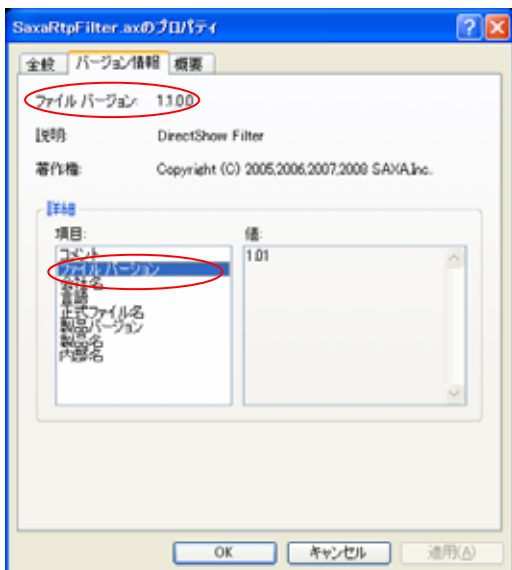 SaxaRtpFilter.axのプロパティ
全般 バージョン情報 概要
ファイル バージョン: 1.1.0.0
説明: DirectShow Filter
著作権: Copyright (C) 2005,2006,2007,2008 SAXA,Inc.
詳細
項目: 値:
コメント 1.01
ファイル バージョン
会社名
言語
正式ファイル名
製品バージョン
製品名
内部名
OK キャンセル 適用(A)